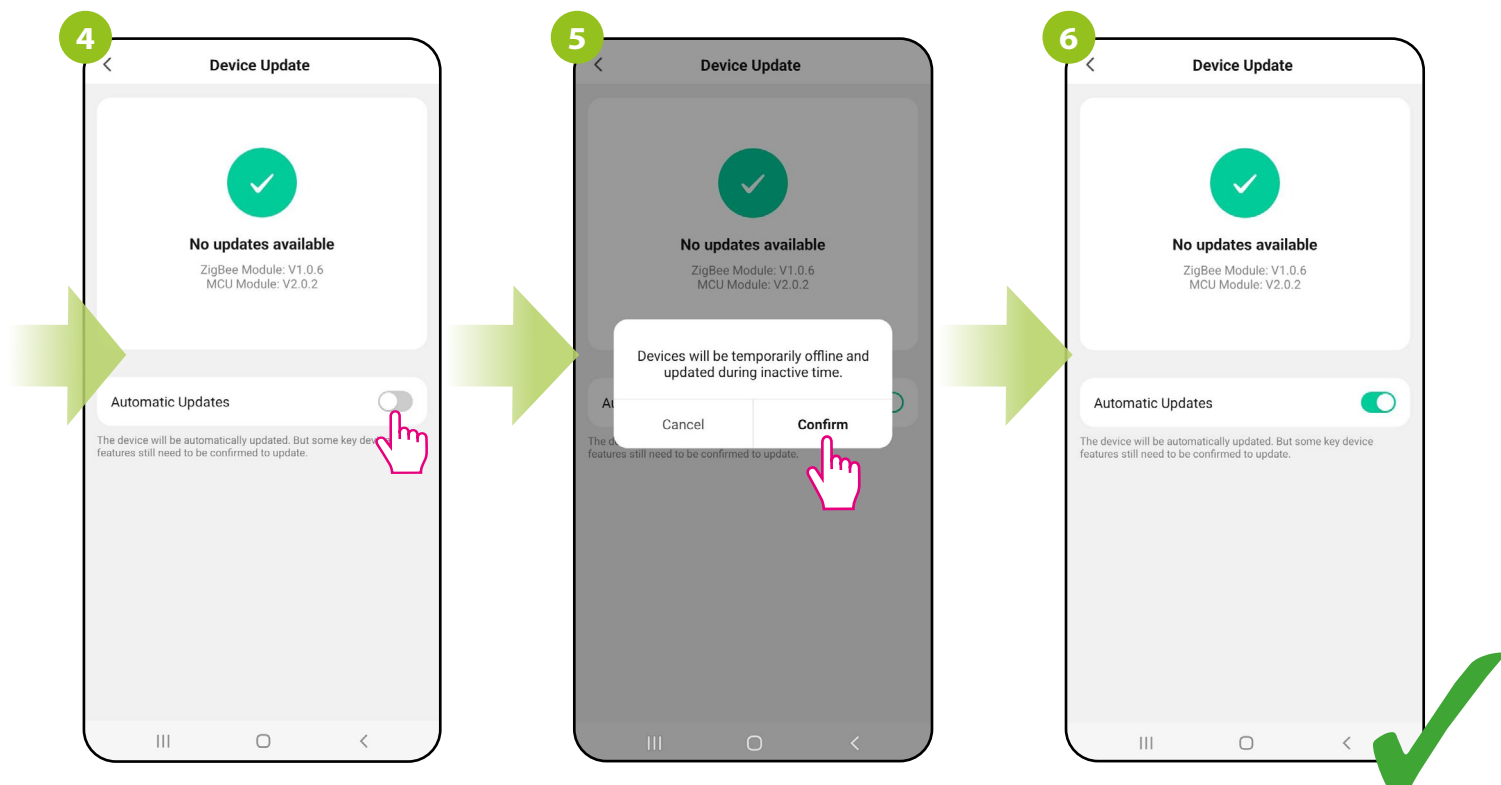 4
Device Update
No updates available
ZigBee Module: V1.0.6
MCU Module: V2.0.2
Automatic Updates
The device will be automatically updated. But some key
features still need to be confirmed to update.
5
Device Update
No updates available
ZigBee Module: V1.0.6
MCU Module: V2.0.2
Devices will be temporarily offline and
updated during inactive time.
Cancel
Confirm
features still need to be confirmed to update.
6
Device Update
No updates available
ZigBee Module: V1.0.6
MCU Module: V2.0.2
Automatic Updates
The device will be automatically updated. But some key device
features still need to be confirmed to update.